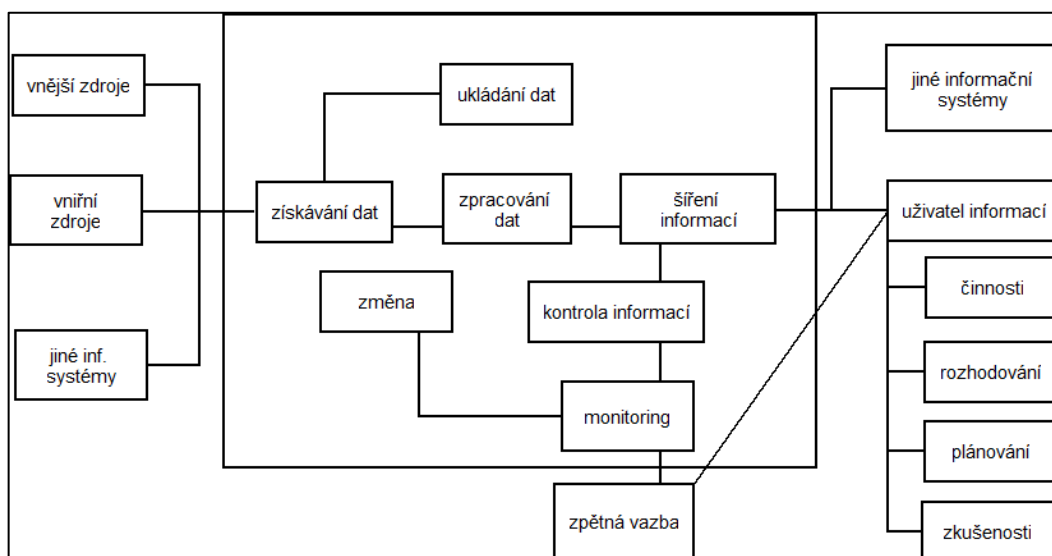 vnější zdroje
vniřní
zdroje
jiné inf.
systémy
ukládání dat
získávání dat
zpracování
dat
šíření
informací
změna
kontrola informací
monitoring
zpětná vazba
jiné informační
systémy
uživatel informací
činnosti
rozhodování
plánování
zkušenosti